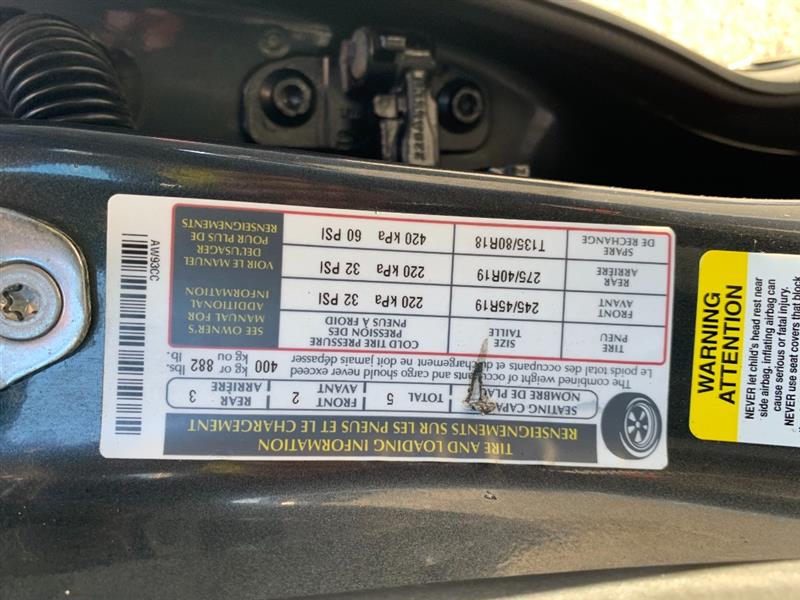 TIRE AND LOADING INFORMATION
RENSEIGNEMENTS SUR LES PNEUS ET LE CHARGEMENT
SEATING CAPACITY TOTAL 5 FRONT 2 REAR 3
NOMBRE DE PLACES AVANT ARRIÈRE
The combined weight of occupants and cargo should never exceed 400 kg or 882 lbs.
Le poids total des occupants et chargement ne doit jamais dépasser kg ou lb.
TIRE SIZE COLD TIRE PRESSURE
PNEU TAILLE PRESSION DES PNEUS À FROID
FRONT 245/45R19 220 kPa 32 PSI
AVANT
REAR 275/40R19 220 kPa 32 PSI
ARRIÈRE
SPARE T135/80R18 420 kPa 60 PSI
DE RECHANGE
SEE OWNER'S
MANUAL FOR
ADDITIONAL
INFORMATION
VOIR LE MANUEL
DE L'USAGER
POUR PLUS DE
RENSEIGNEMENTS
AW93CC
WARNING
ATTENTION
NEVER let child's head rest near
side airbag. Inflating airbag can
cause serious or fatal injury.
NEVER use seat covers that block